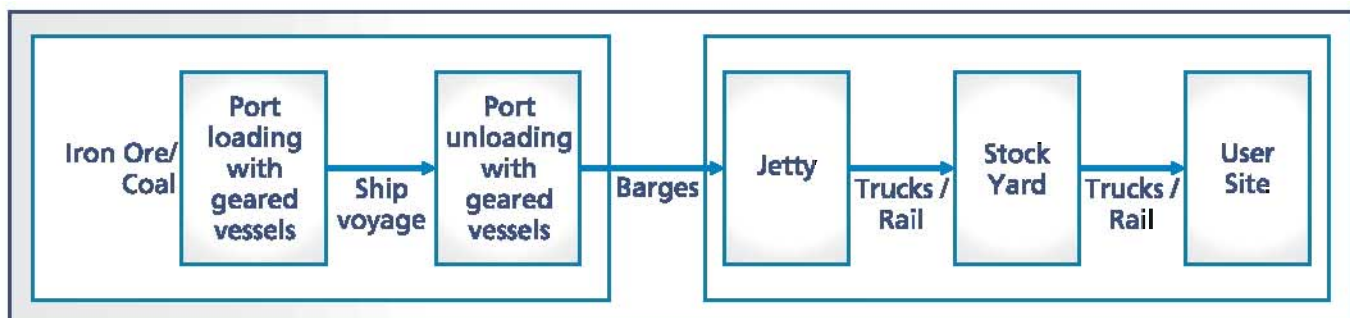 Iron Ore/
Coal
Port
loading
with
geared
vessels
Ship
voyage
Port
unloading
with
geared
vessels
Barges
Jetty
Trucks /
Rail
Stock
Yard
Trucks /
Rail
User
Site